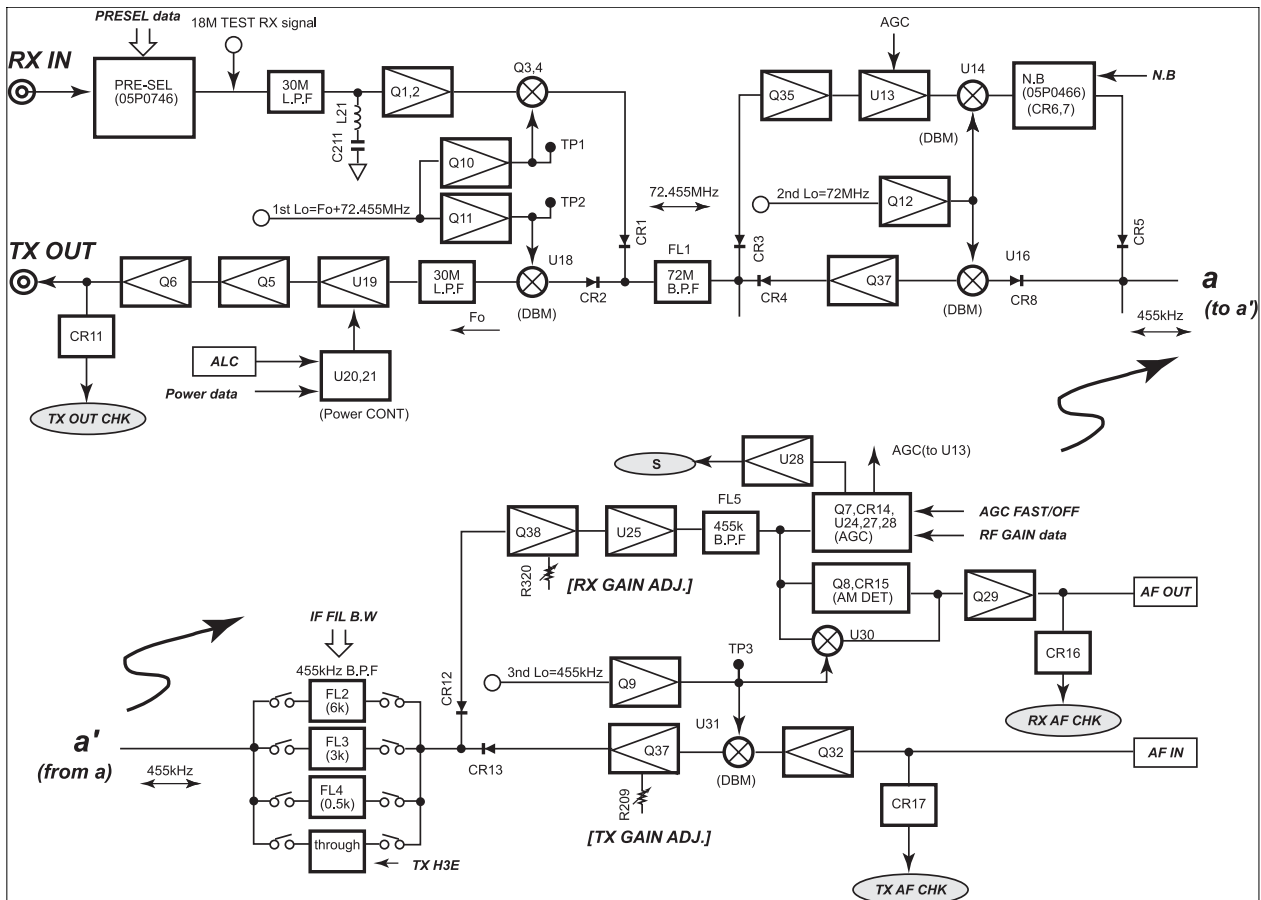 PRESEL data
18M TEST RX signal
RX IN
PRE-SEL
(05P0746)
30M
L.P.F
L21
C211
Q1,2
Q3,4
Q10
TP1
1st Lo=Fo+72.455MHz
Q11
TP2
CR1
72.455MHz
FL1
72M
B.P.F
AGC
Q35
U13
U14
(DBM)
N.B
(05P0466)
(CR6,7)
N.B
2nd Lo=72MHz
Q12
CR3
CR5
TX OUT
Q6
Q5
U19
30M
L.P.F
Fo
U18
(DBM)
CR2
CR4
Q37
U16
(DBM)
CR8
a
(to a')
455kHz
CR11
TX OUT CHK
ALC
Power data
U20,21
(Power CONT)
S
U28
AGC(to U13)
Q7,CR14,
U24,27,28
(AGC)
AGC FAST/OFF
RF GAIN data
Q38
R320
U25
FL5
455k
B.P.F
[RX GAIN ADJ.]
Q8,CR15
(AM DET)
Q29
AF OUT
U30
CR16
RX AF CHK
IF FIL B.W
455kHz B.P.F
FL2
(6k)
FL3
(3k)
FL4
(0.5k)
through
TX H3E
a'
(from a)
455kHz
CR12
CR13
3nd Lo=455kHz
Q9
TP3
U31
(DBM)
Q37
R209
[TX GAIN ADJ.]
Q32
AF IN
CR17
TX AF CHK